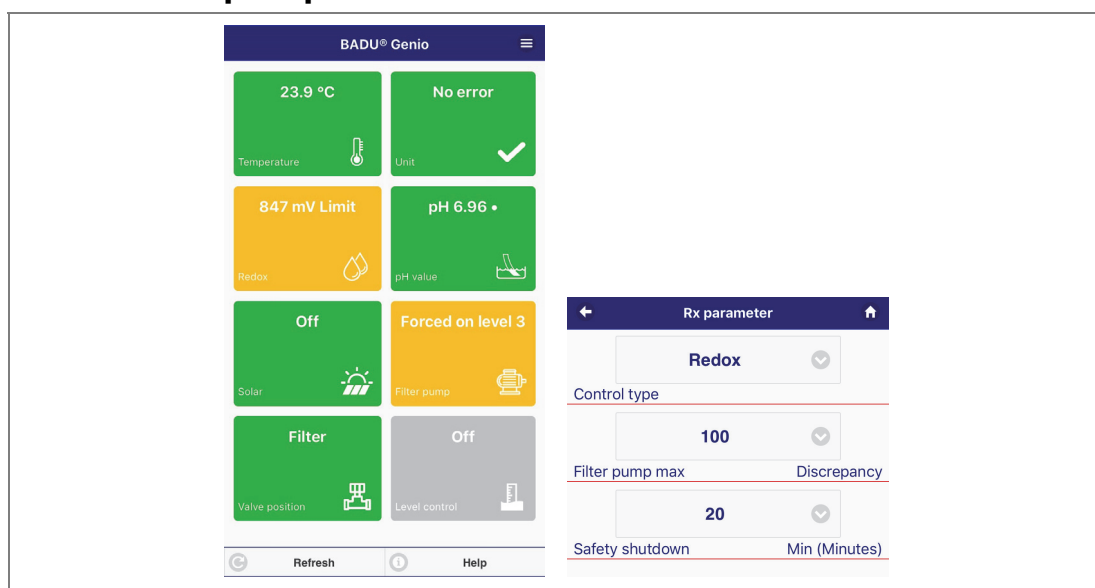 BADU® Genio
23.9 °C
Temperature
No error
Unit
847 mV Limit
Redox
pH 6.96 •
pH value
Off
Solar
Forced on level 3
Filter pump
Filter
Valve position
Off
Level control
Refresh
Help
Rx parameter
Redox
Control type
100
Filter pump max Discrepancy
20
Safety shutdown Min (Minutes)